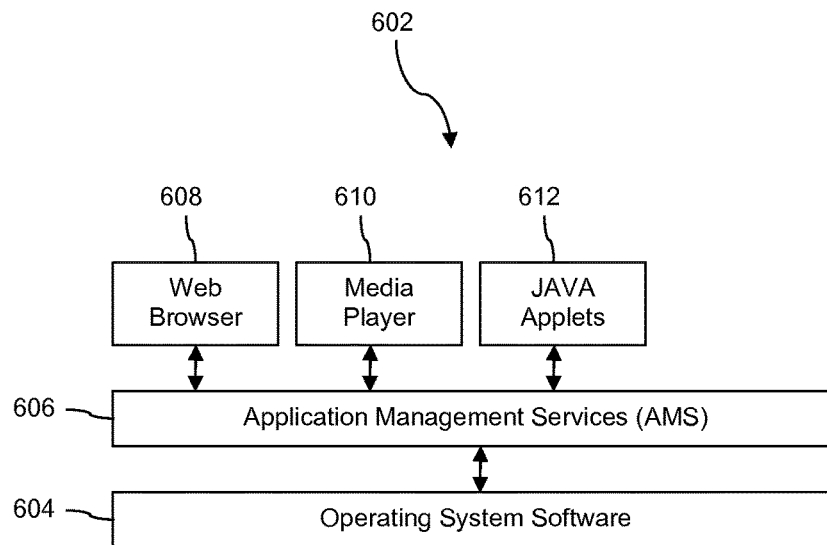 602
608
610
612
Web
Browser
Media
Player
JAVA
Applets
606
Application Management Services (AMS)
604
Operating System Software